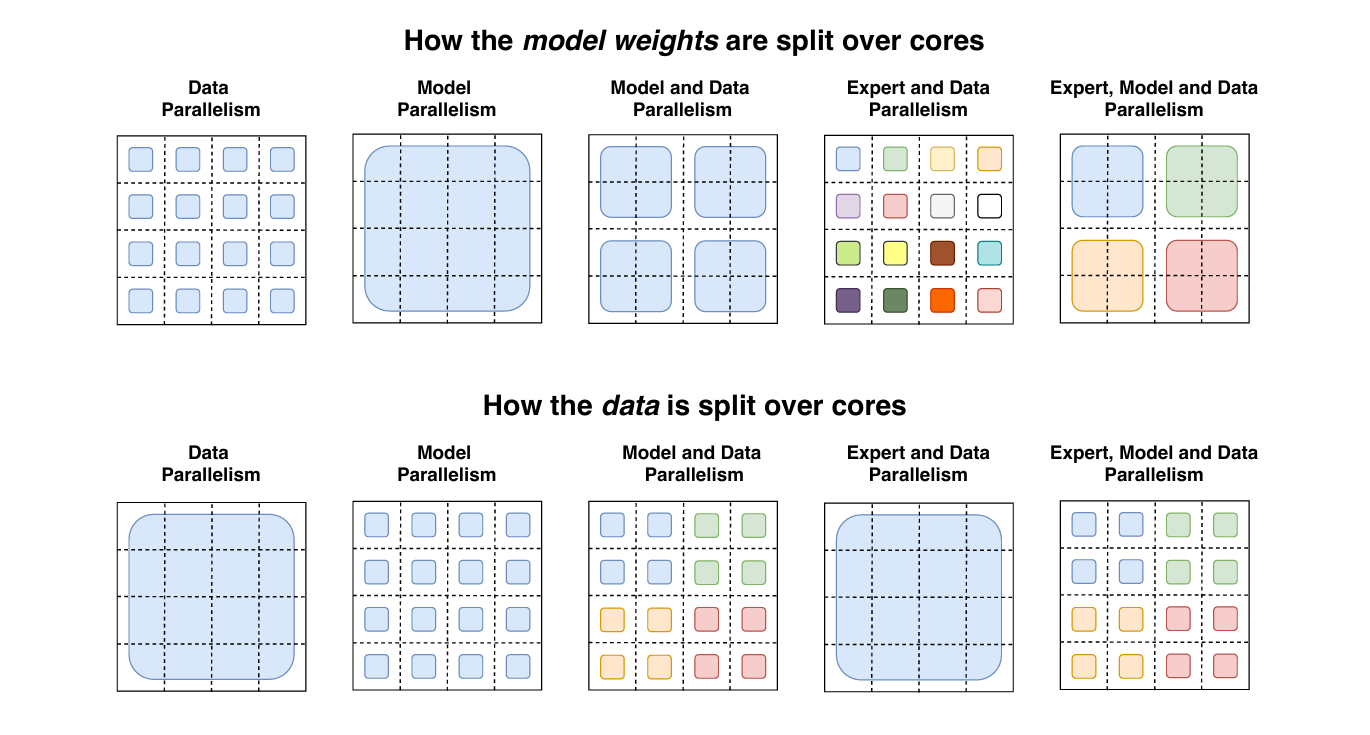 How the model weights are split over cores
Data
Parallelism
Model
Parallelism
Model and Data
Parallelism
Expert and Data
Parallelism
Expert, Model and Data
Parallelism
How the data is split over cores
Data
Parallelism
Model
Parallelism
Model and Data
Parallelism
Expert and Data
Parallelism
Expert, Model and Data
Parallelism